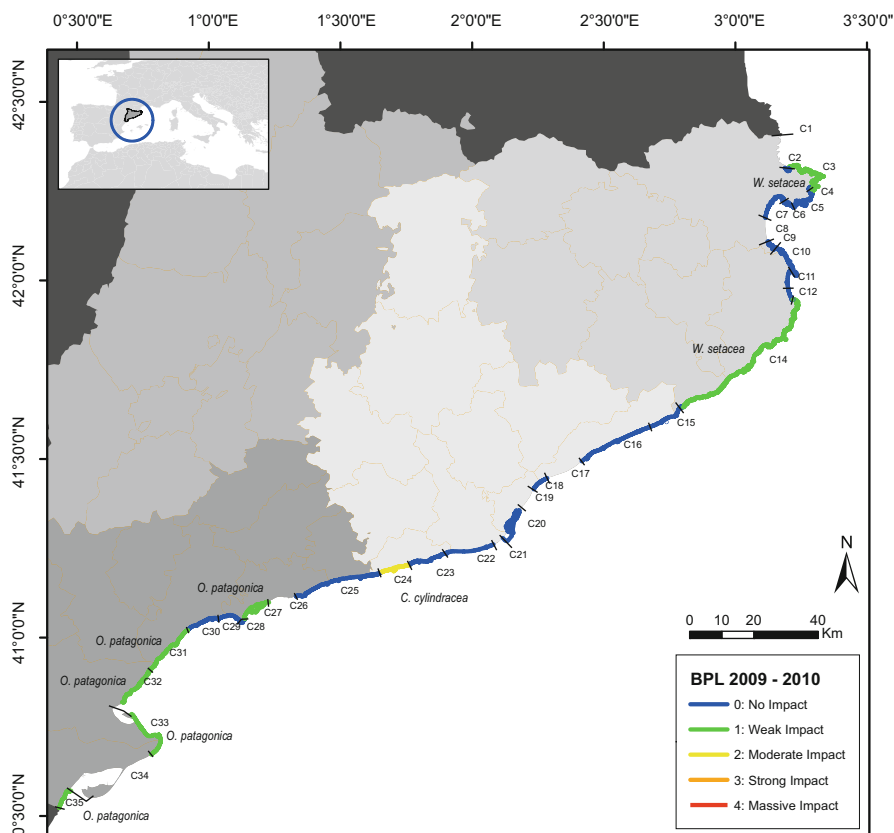 0°30'0"E 1°0'0"E 1°30'0"E 2°0'0"E 2°30'0"E 3°0'0"E 3°30'0"E
42°30'0"N
42°0'0"N
41°30'0"N
41°0'0"N
0°30'0"N
C1
C2
C3
W. setacea
C4
C5
C6
C7
C8
C9
C10
C11
C12
W. setacea
C14
C15
C16
C17
C18
C19
C20
C21
C22
C23
C24
C. cylindracea
C25
C26
O. patagonica
C27
C28
C29
C30
O. patagonica
C31
O. patagonica
C32
C33
O. patagonica
C34
C35
O. patagonica
N
0 10 20 40
Km
BPL 2009 - 2010
0: No Impact
1: Weak Impact
2: Moderate Impact
3: Strong Impact
4: Massive Impact